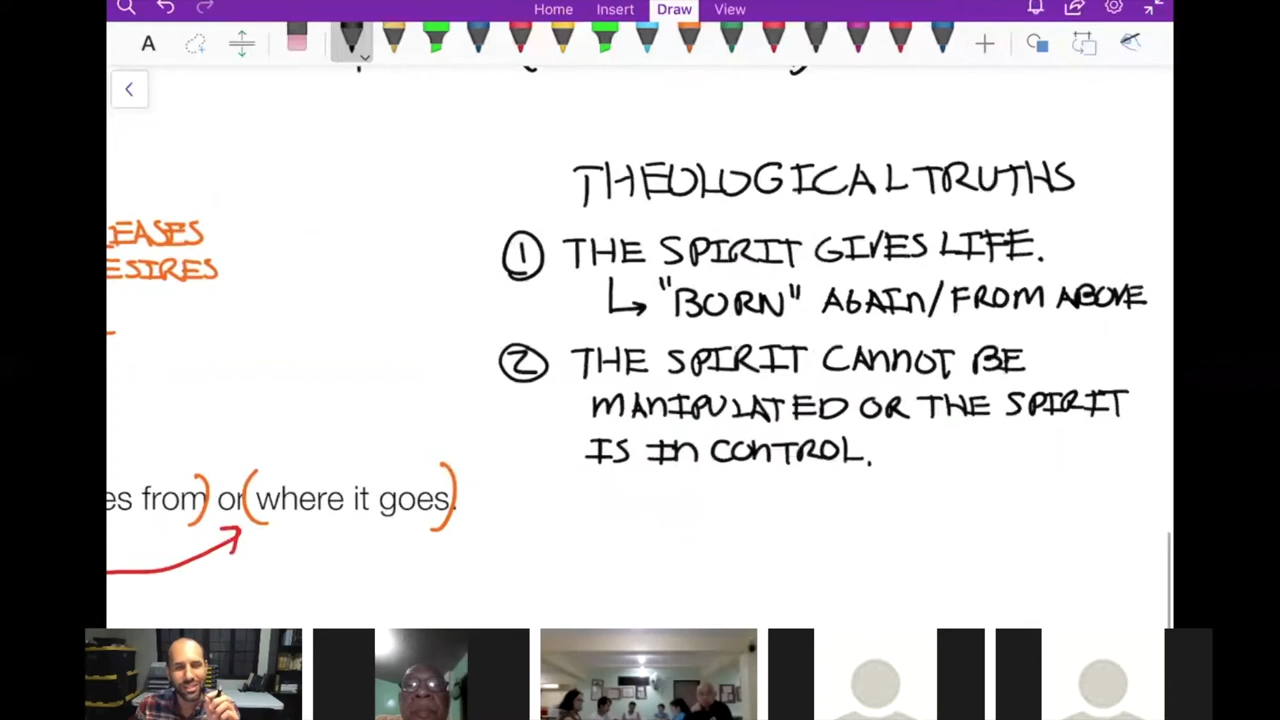 Home Insert Draw View
A
THEOLOGICAL TRUTHS
EASES
ESIRES
① THE SPIRIT GIVES LIFE.
↳ "BORN" AGAIN/FROM ABOVE
② THE SPIRIT CANNOT BE
MANIPULATED OR THE SPIRIT
IS IN CONTROL.
es from) or (where it goes).